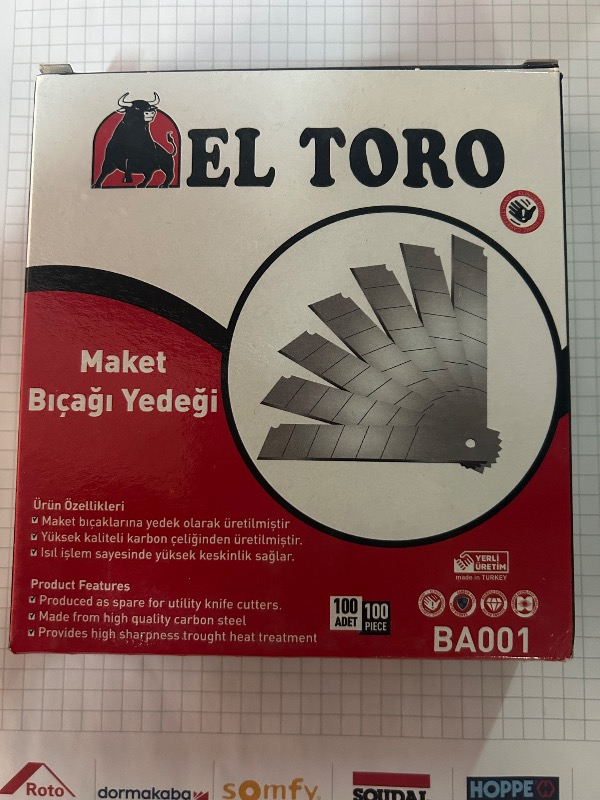 EL TORO
Maket
Bıçağı Yedeği
Ürün Özellikleri
Maket bıçaklarına yedek olarak üretilmiştir
Yüksek kaliteli karbon çeliğinden üretilmiştir.
Isıl işlem sayesinde yüksek keskinlik sağlar.
YERLİ
ÜRETİM
made in TURKEY
Product Features
Produced as spare for utility knife cutters.
Made from high quality carbon steel
Provides high sharpness trought heat treatment
100
ADET
100
PIECE
BA001
Roto
dormakaba
somfy.
SOUDAL
HOPPE